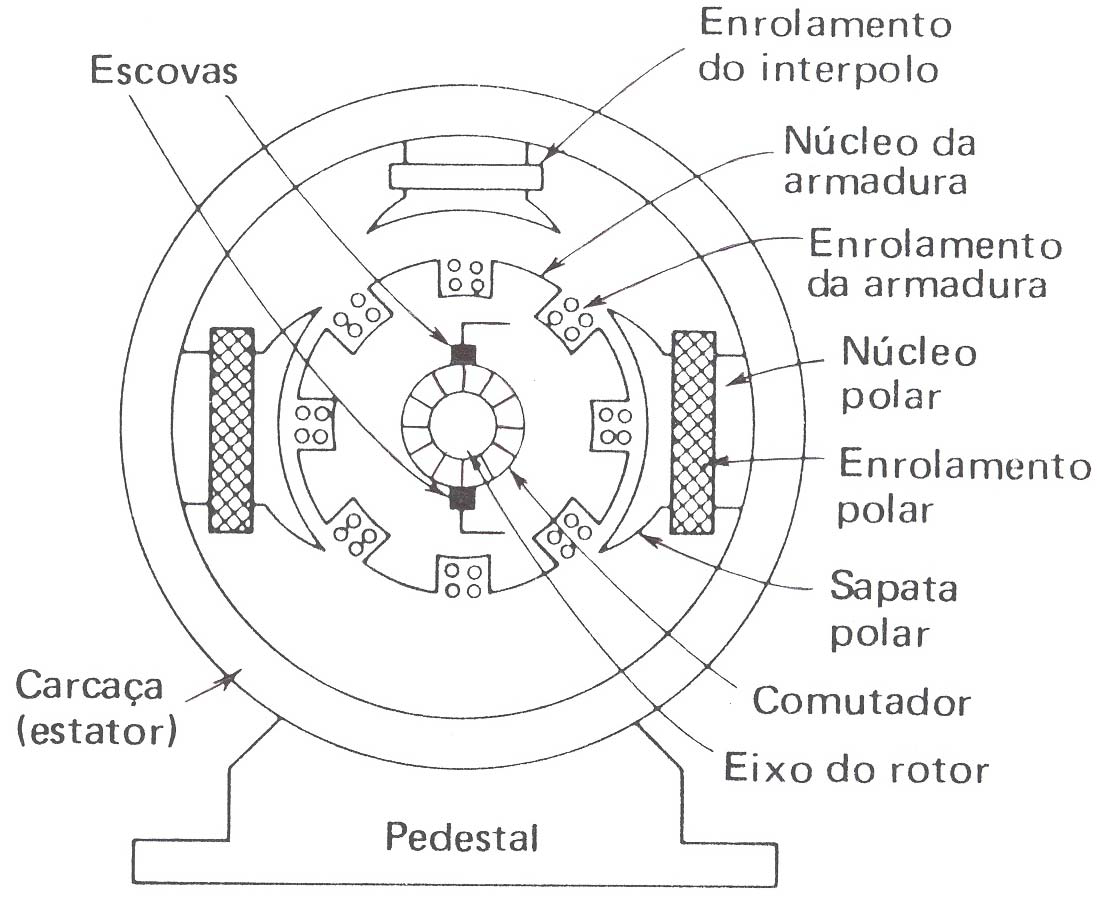 Enrolamento
do interpolo
Escovas
Núcleo da
armadura
Enrolamento
da armadura
Núcleo
polar
Enrolamento
polar
Sapata
polar
Carcaça
(estator)
Comutador
Eixo do rotor
Pedestal